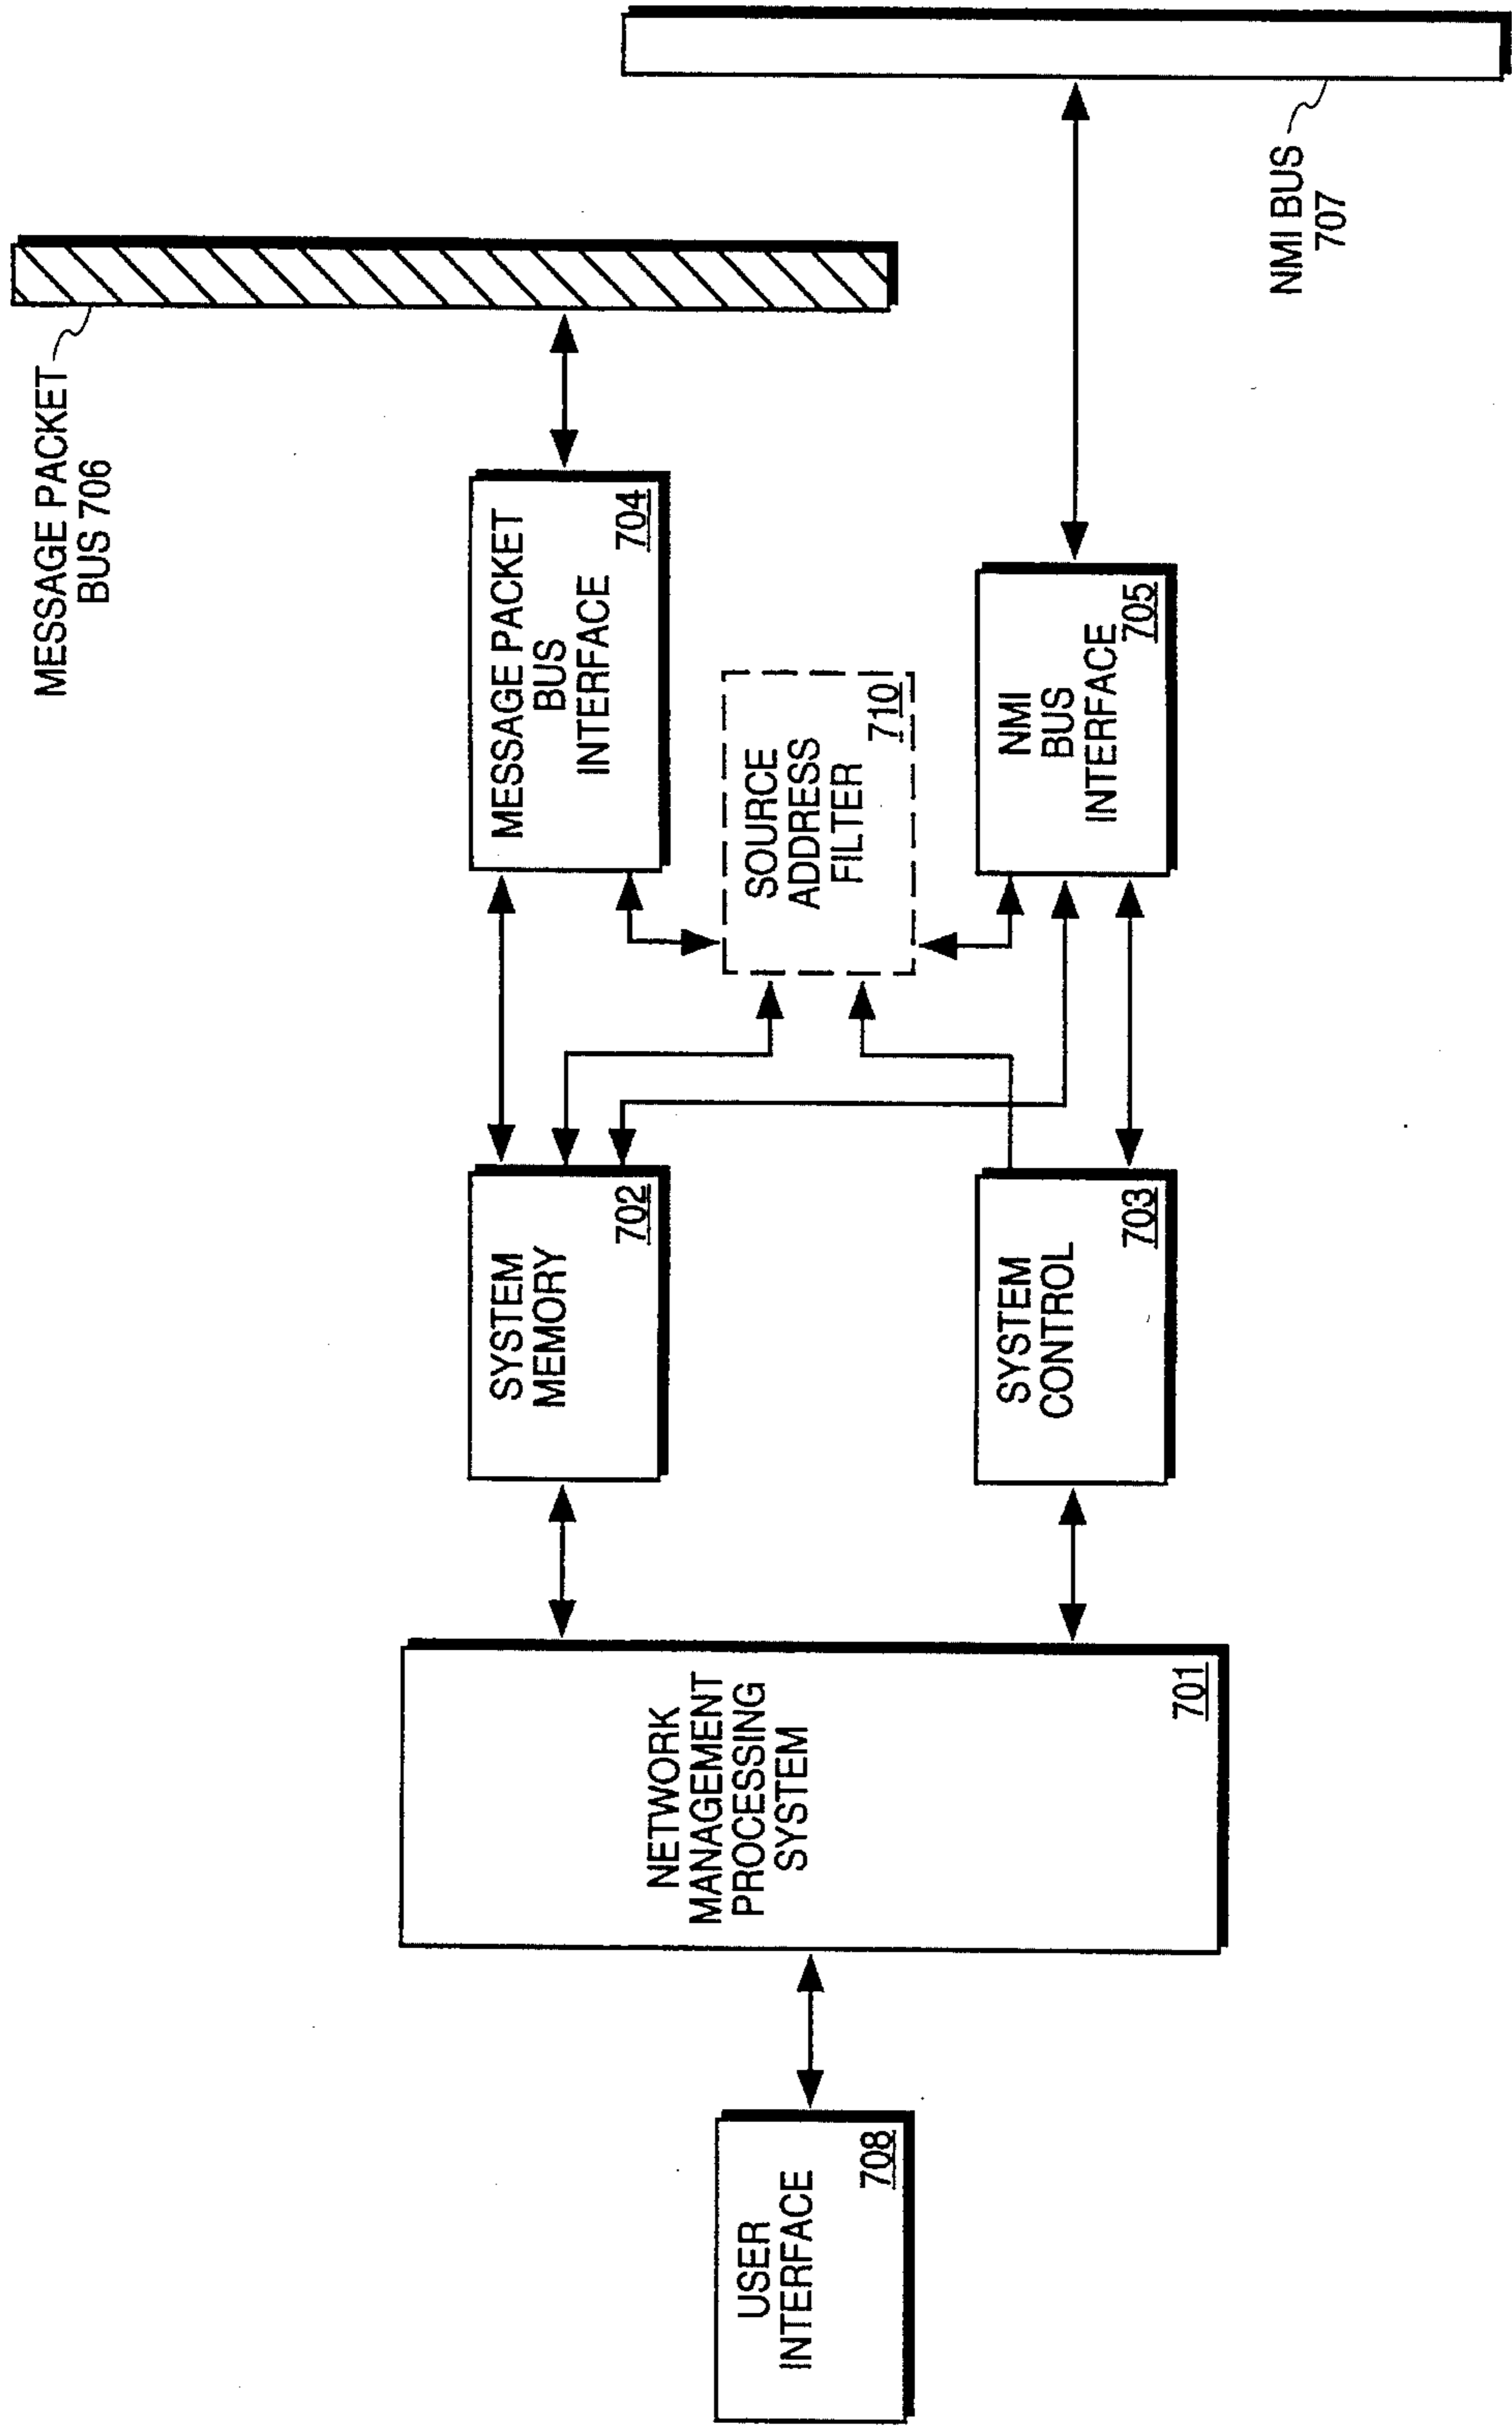 MESSAGE PACKET
BUS 706
MESSAGE PACKET
BUS
INTERFACE
704
SOURCE
ADDRESS
FILTER
710
NMI
BUS
INTERFACE
705
NMI BUS
707
SYSTEM
MEMORY
702
SYSTEM
CONTROL
703
NETWORK
MANAGEMENT
PROCESSING
SYSTEM
701
USER
INTERFACE
708